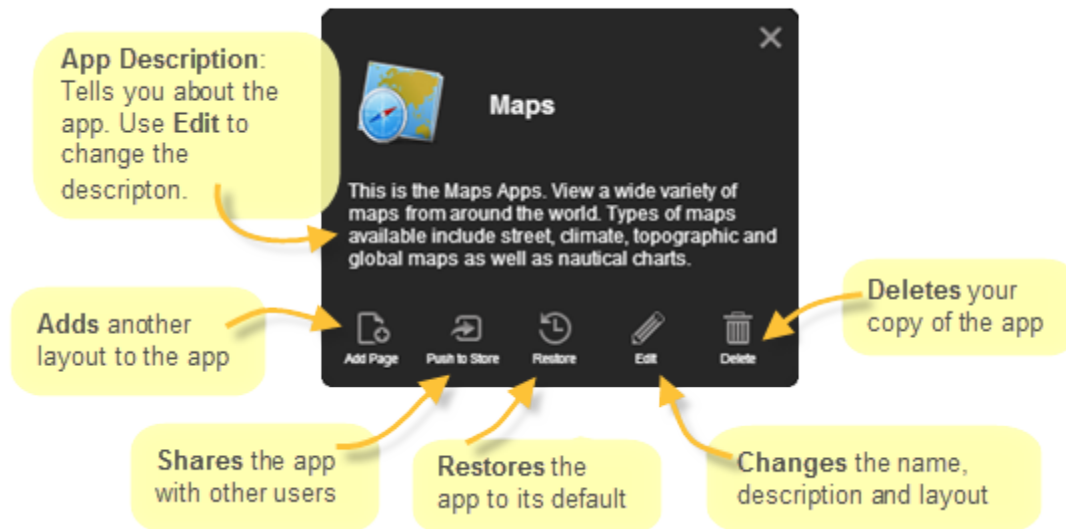 App Description:
Tells you about the
app. Use Edit to
change the
descripton.
Maps
This is the Maps Apps. View a wide variety of
maps from around the world. Types of maps
available include street, climate, topographic and
global maps as well as nautical charts.
Adds another
layout to the app
Add Page
Push to Store
Restore
Edit
Delete
Deletes your
copy of the app
Shares the app
with other users
Restores the
app to its default
Changes the name,
description and layout